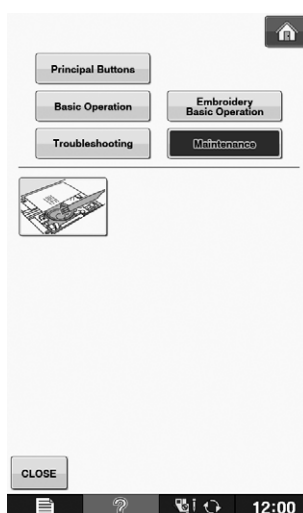 Principal Buttons
Basic Operation
Embroidery
Basic Operation
Troubleshooting
Maintenance
CLOSE
12:00